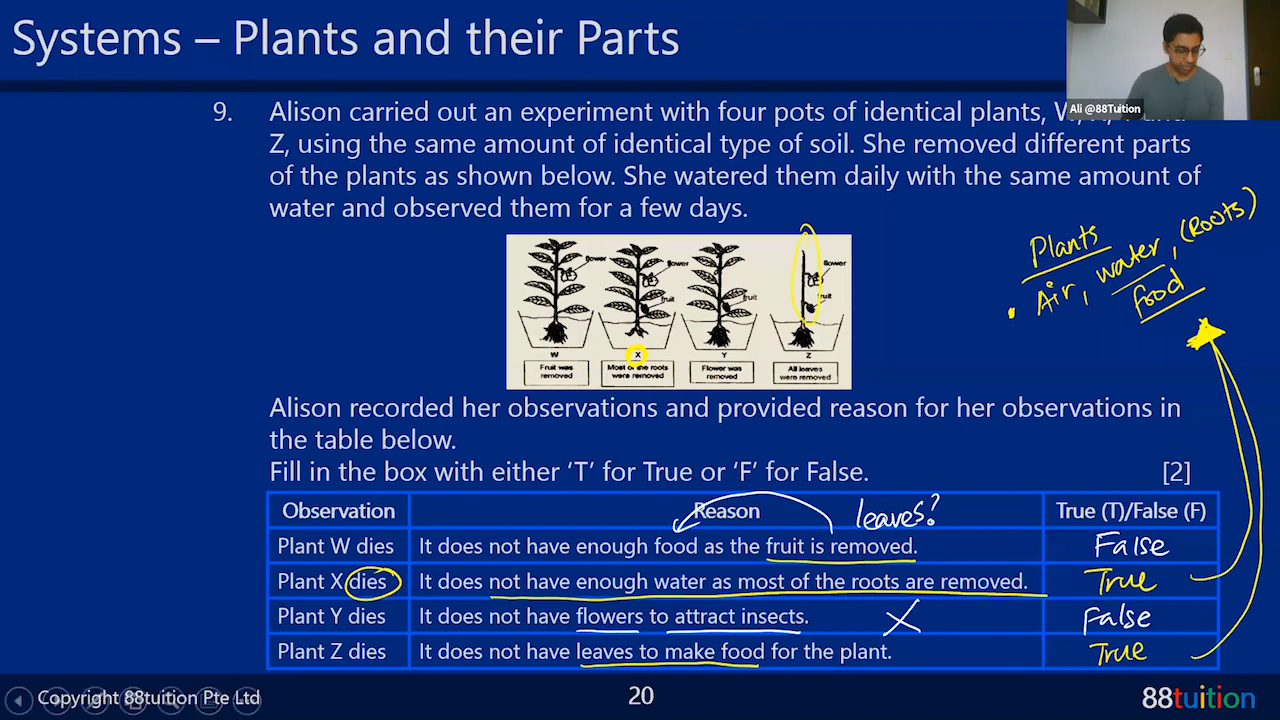 Systems – Plants and their Parts
Ali @88Tuition
9. Alison carried out an experiment with four pots of identical plants, W,
Z, using the same amount of identical type of soil. She removed different parts
of the plants as shown below. She watered them daily with the same amount of
water and observed them for a few days.
Plants
• Air, water, (Roots)
food
flower
flower
fruit
fruit
flower
fruit
W X Y Z
Fruit was removed
Most of the roots were removed
Flower was removed
All leaves were removed
Alison recorded her observations and provided reason for her observations in
the table below.
Fill in the box with either ‘T’ for True or ‘F’ for False. [2]
Observation Reason leaves? True (T)/False (F)
Plant W dies It does not have enough food as the fruit is removed. False
Plant X dies It does not have enough water as most of the roots are removed. True
Plant Y dies It does not have flowers to attract insects. X False
Plant Z dies It does not have leaves to make food for the plant. True
Copyright 88tuition Pte Ltd
20
88tuition